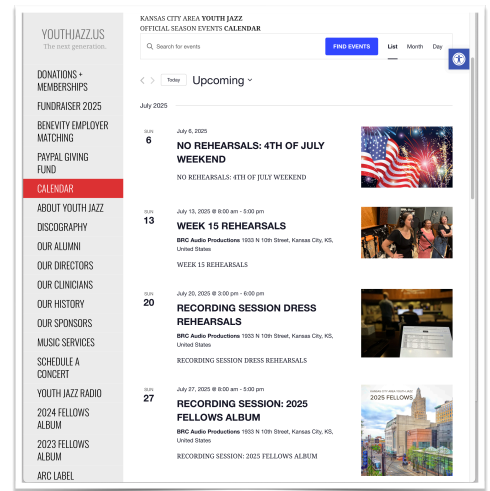 YOUTHJAZZ.US
The next generation.
DONATIONS +
MEMBERSHIPS
FUNDRAISER 2025
BENEVITY EMPLOYER
MATCHING
PAYPAL GIVING
FUND
CALENDAR
ABOUT YOUTH JAZZ
DISCOGRAPHY
OUR ALUMNI
OUR DIRECTORS
OUR CLINICIANS
OUR HISTORY
OUR SPONSORS
MUSIC SERVICES
SCHEDULE A
CONCERT
YOUTH JAZZ RADIO
2024 FELLOWS
ALBUM
2023 FELLOWS
ALBUM
ARC LABEL
KANSAS CITY AREA YOUTH JAZZ
OFFICIAL SEASON EVENTS CALENDAR
Search for events
FIND EVENTS
List
Month
Day
Today
Upcoming
July 2025
SUN
6
July 6, 2025
NO REHEARSALS: 4TH OF JULY
WEEKEND
NO REHEARSALS: 4TH OF JULY WEEKEND
SUN
13
July 13, 2025 @ 8:00 am - 5:00 pm
WEEK 15 REHEARSALS
BRC Audio Productions 1933 N 10th Street, Kansas City, KS,
United States
WEEK 15 REHEARSALS
SUN
20
July 20, 2025 @ 3:00 pm - 6:00 pm
RECORDING SESSION DRESS
REHEARSALS
BRC Audio Productions 1933 N 10th Street, Kansas City, KS,
United States
RECORDING SESSION DRESS REHEARSALS
SUN
27
July 27, 2025 @ 8:00 am - 5:00 pm
RECORDING SESSION: 2025
FELLOWS ALBUM
BRC Audio Productions 1933 N 10th Street, Kansas City, KS,
United States
RECORDING SESSION: 2025 FELLOWS ALBUM
KANSAS CITY AREA YOUTH JAZZ
2025 FELLOWS